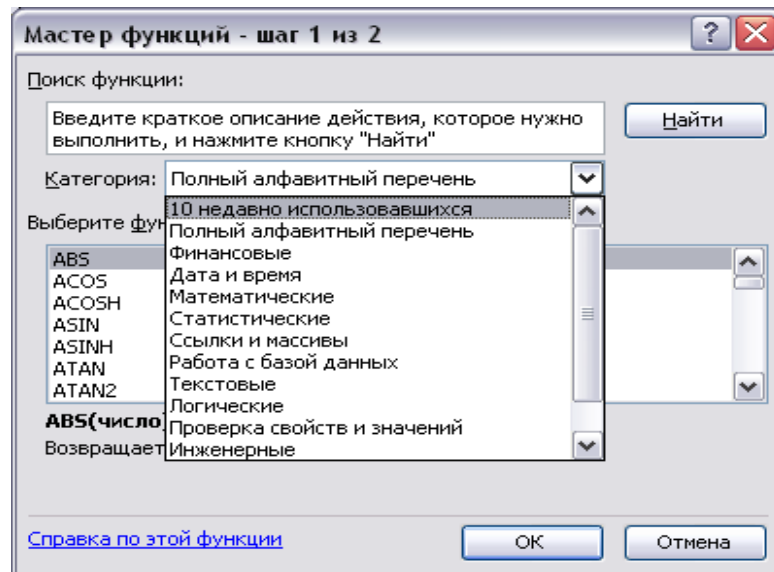 Мастер функций - шаг 1 из 2
Поиск функции:
Введите краткое описание действия, которое нужно
выполнить, и нажмите кнопку "Найти"
Найти
Категория: Полный алфавитный перечень
10 недавно использовавшихся
Полный алфавитный перечень
Финансовые
Дата и время
Математические
Статистические
Ссылки и массивы
Работа с базой данных
Текстовые
Логические
Проверка свойств и значений
Инженерные
Выберите фун
ABS
ACOS
ACOSH
ASIN
ASINH
ATAN
ATAN2
ABS(число)
Возвращает
Справка по этой функции
ОК
Отмена